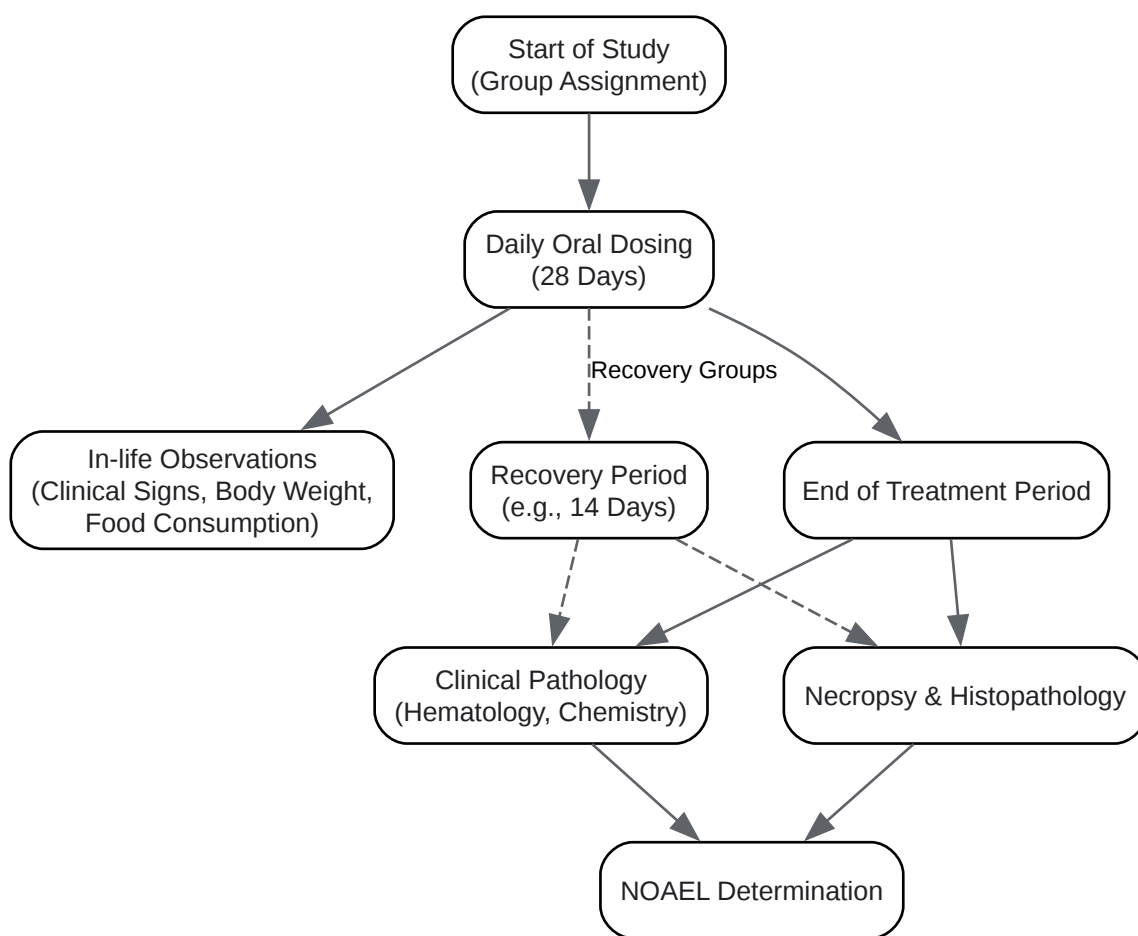 Start of Study
(Group Assignment)
Daily Oral Dosing
(28 Days)
Recovery Groups
In-life Observations
(Clinical Signs, Body Weight,
Food Consumption)
Recovery Period
(e.g., 14 Days)
End of Treatment Period
Clinical Pathology
(Hematology, Chemistry)
Necropsy & Histopathology
NOAEL Determination